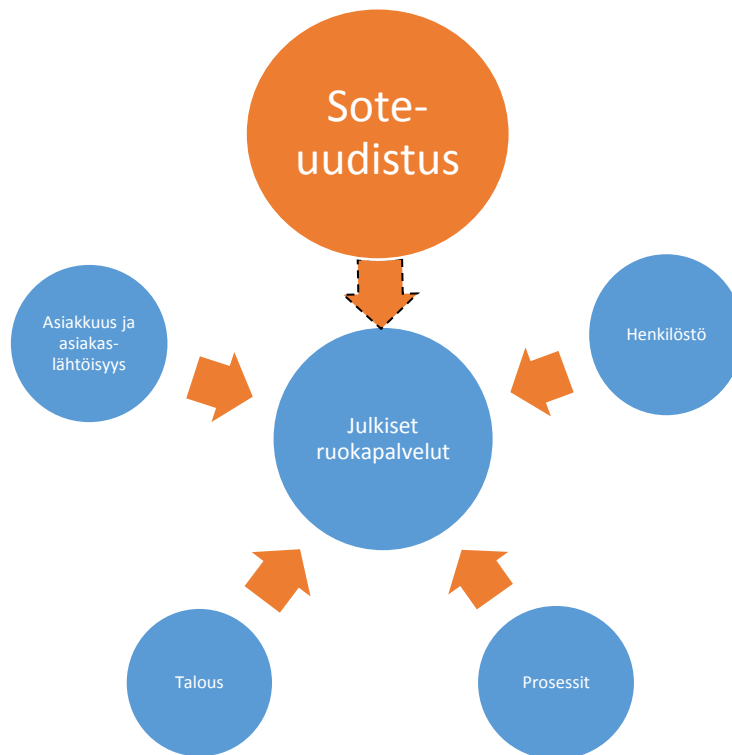 Sote-
uudistus
Asiakkuus ja
asiakas-
lähtöisyys
Henkilöstö
Julkiset
ruokapalvelut
Talous
Prosessit